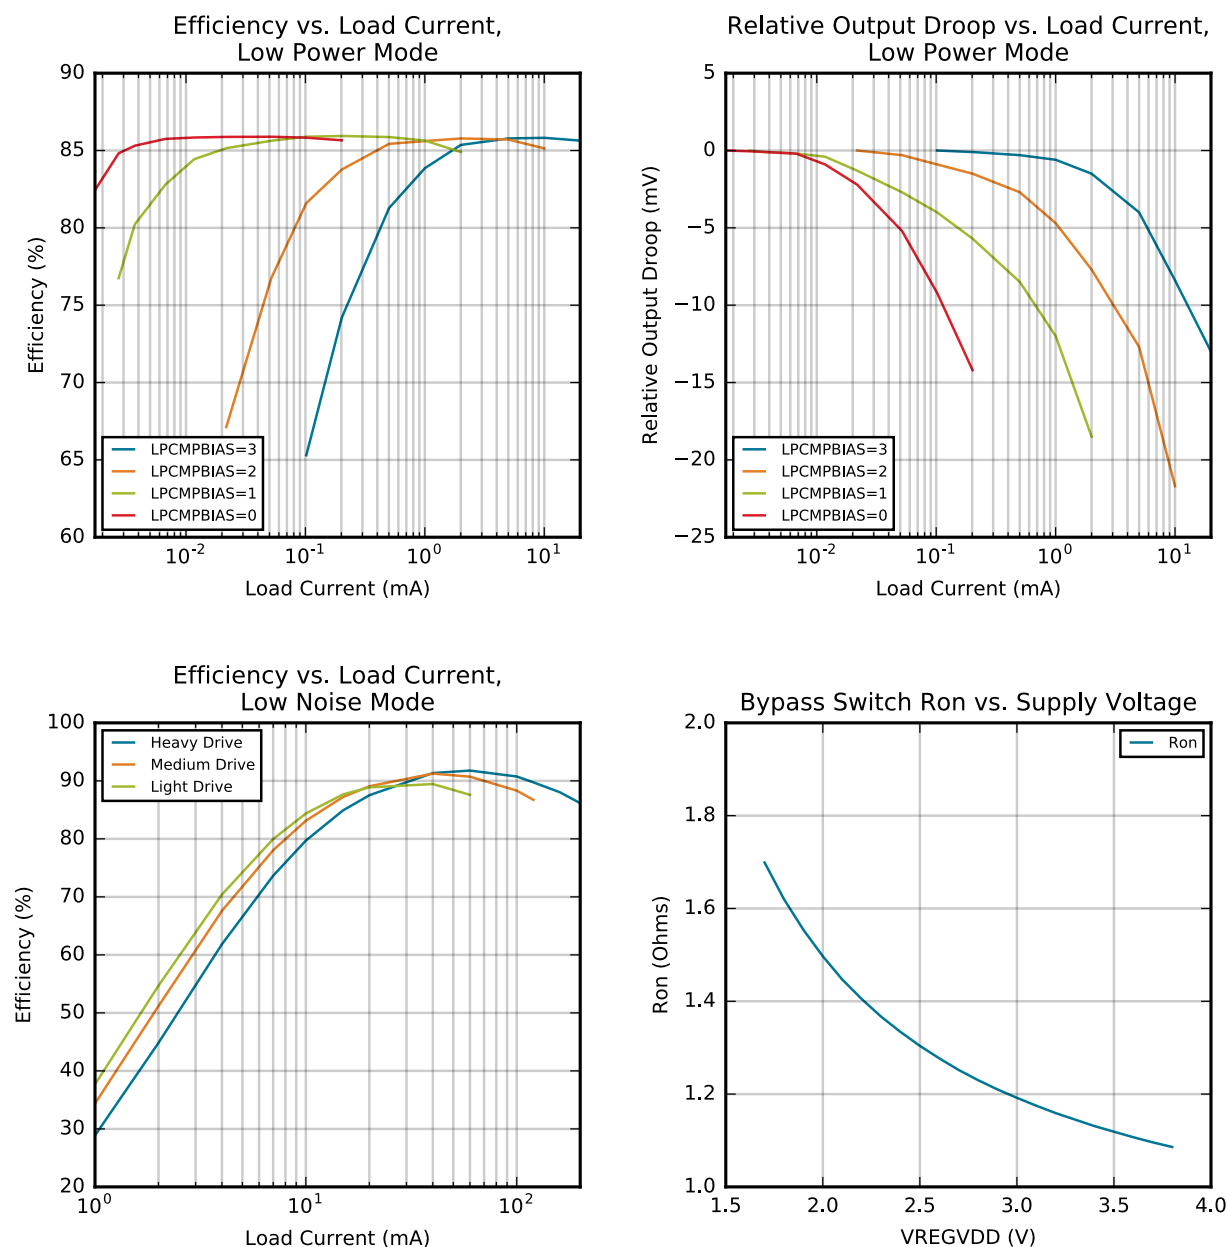 Efficiency vs. Load Current,
Low Power Mode
90
85
80
75
70
65
60
Efficiency (%)
LPCMPBIAS=3
LPCMPBIAS=2
LPCMPBIAS=1
LPCMPBIAS=0
10⁻² 10⁻¹ 10⁰ 10¹
Load Current (mA)
Relative Output Droop vs. Load Current,
Low Power Mode
5
0
−5
−10
−15
−20
−25
Relative Output Droop (mV)
LPCMPBIAS=3
LPCMPBIAS=2
LPCMPBIAS=1
LPCMPBIAS=0
10⁻² 10⁻¹ 10⁰ 10¹
Load Current (mA)
Efficiency vs. Load Current,
Low Noise Mode
100
90
80
70
60
50
40
30
20
Efficiency (%)
Heavy Drive
Medium Drive
Light Drive
10⁰ 10¹ 10²
Load Current (mA)
Bypass Switch Ron vs. Supply Voltage
2.0
1.8
1.6
1.4
1.2
1.0
Ron (Ohms)
Ron
1.5 2.0 2.5 3.0 3.5 4.0
VREGVDD (V)